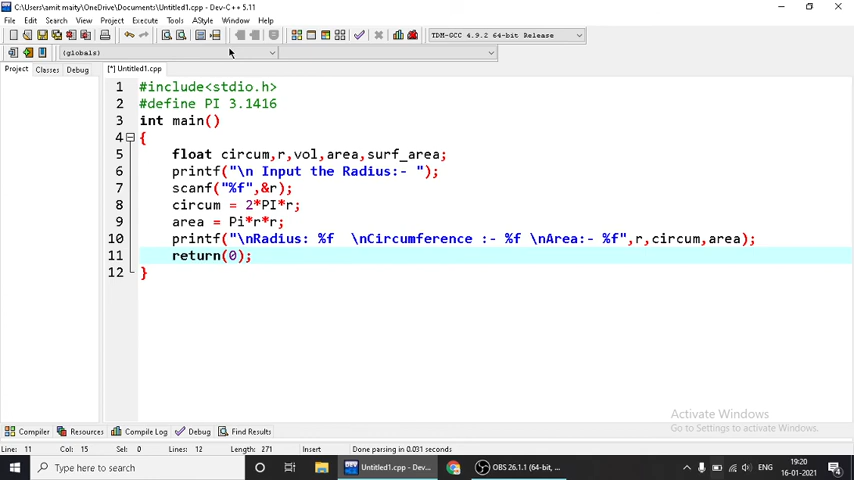 C:\Users\smit maity\OneDrive\Documents\Untitled1.cpp - Dev-C++ 5.11
File Edit Search View Project Execute Tools AStyle Window Help
TDM-GCC 4.9.2 64-bit Release
(globals)
Project Classes Debug [*] Untitled1.cpp
1 #include<stdio.h>
2 #define PI 3.1416
3 int main()
4 {
5 float circum,r,vol,area,surf_area;
6 printf("\n Input the Radius:- ");
7 scanf("%f",&r);
8 circum = 2*PI*r;
9 area = Pi*r*r;
10 printf("\nRadius: %f  \nCircumference :- %f \nArea:- %f",r,circum,area);
11 return(0);
12 }
Activate Windows
Go to Settings to activate Windows.
Compiler Resources Compile Log Debug Find Results
Line: 11 Col: 15 Sel: 0 Lines: 12 Length: 271 Insert Done parsing in 0.031 seconds
Type here to search
Untitled1.cpp - Dev...
OBS 26.1.1 (64-bit, ...
ENG
19:20
16-01-2021
4